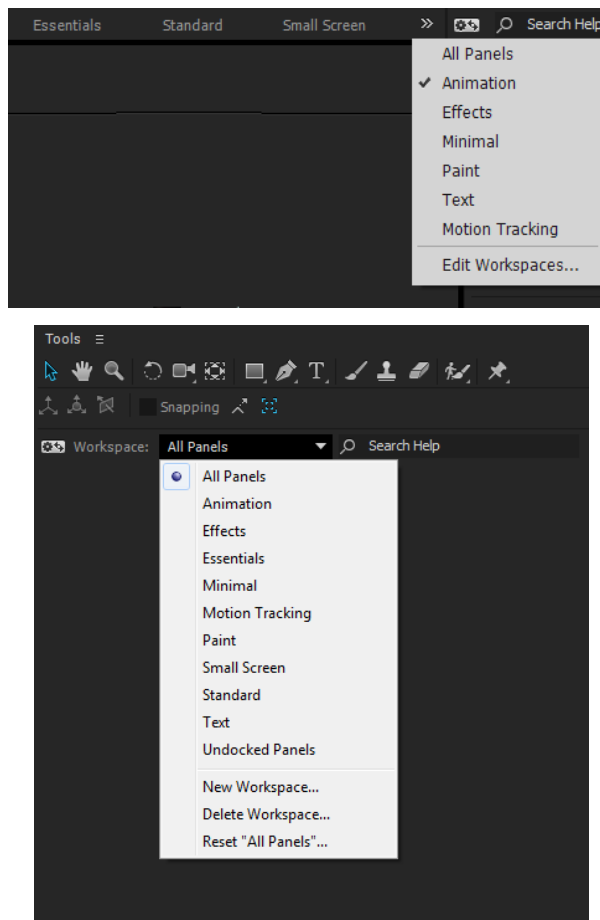 Essentials Standard Small Screen » Search Help
All Panels
✔ Animation
Effects
Minimal
Paint
Text
Motion Tracking
Edit Workspaces...
Tools
Snapping
Workspace: All Panels Search Help
All Panels
Animation
Effects
Essentials
Minimal
Motion Tracking
Paint
Small Screen
Standard
Text
Undocked Panels
New Workspace...
Delete Workspace...
Reset "All Panels"...